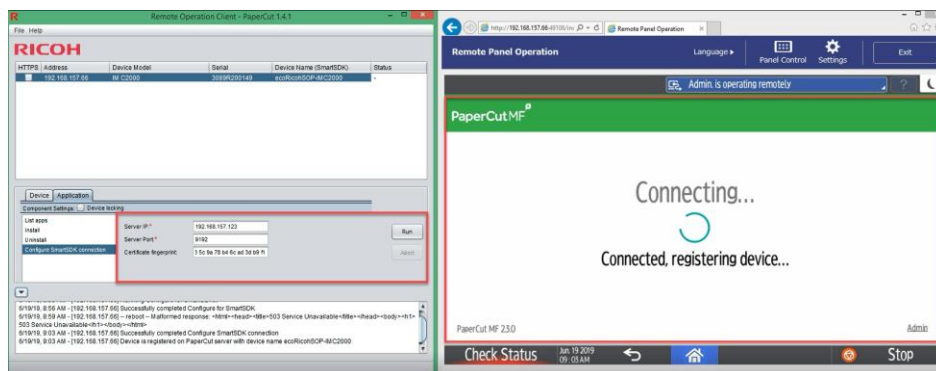 Remote Operation Client - PaperCut 1.4.1
File Help
RICOH
HTTPS Address Device Model Serial Device Name (SmartSDK) Status
192.168.157.66 IM C2000 3089R200149 ecoRicohSOP-IMC2000 -
Device Application
Component Settings: Device locking
List apps
Install
Uninstall
Configure SmartSDK connection
Server IP:* 192.168.157.123
Server Port:* 9192
Certificate fingerprint:
Run
Abort
6/19/19, 8:56 AM - [192.168.157.66] Successfully completed Configure for SmartSDK
6/19/19, 8:59 AM - [192.168.157.66] – reboot – Malformed response: <html><head><title>503 Service Unavailable</title></head><body><h1>
503 Service Unavailable</h1></body></html>
6/19/19, 9:03 AM - [192.168.157.66] Successfully completed Configure SmartSDK connection
6/19/19, 9:03 AM - [192.168.157.66] Device is registered on PaperCut server with device name ecoRicohSOP-IMC2000
Remote Panel Operation
Remote Panel Operation
Language
Panel Control
Settings
Exit
Admin. is operating remotely
?
PaperCut MF
Connecting...
Connected, registering device...
PaperCut MF 23.0
Admin
Check Status
Jun. 19 2019
09:03AM
Stop